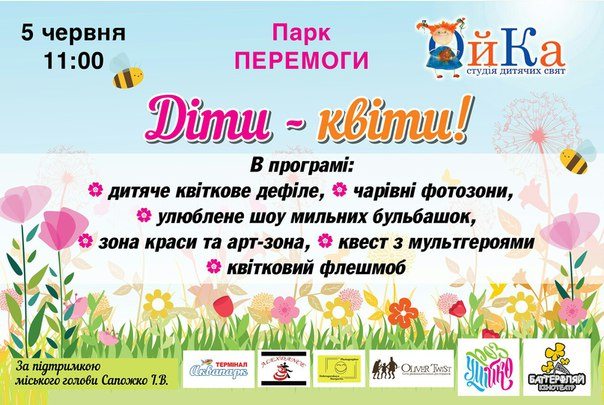 5 червня
11:00
Парк
ПЕРЕМОГИ
ОйКа
студія дитячих свят
Діти - квіти!
В програмі:
дитяче квіткове дефіле, чарівні фотозони,
улюблене шоу мильних бульбашок,
зона краси та арт-зона, квест з мультгероями
квітковий флешмоб
За підтримкою
міського голови Сапожко І.В.
ТЕРМІНАЛ
Аквапарк
OLIVER TWIST
БАТТЕРФЛЯЙ
КІНОТЕАТР